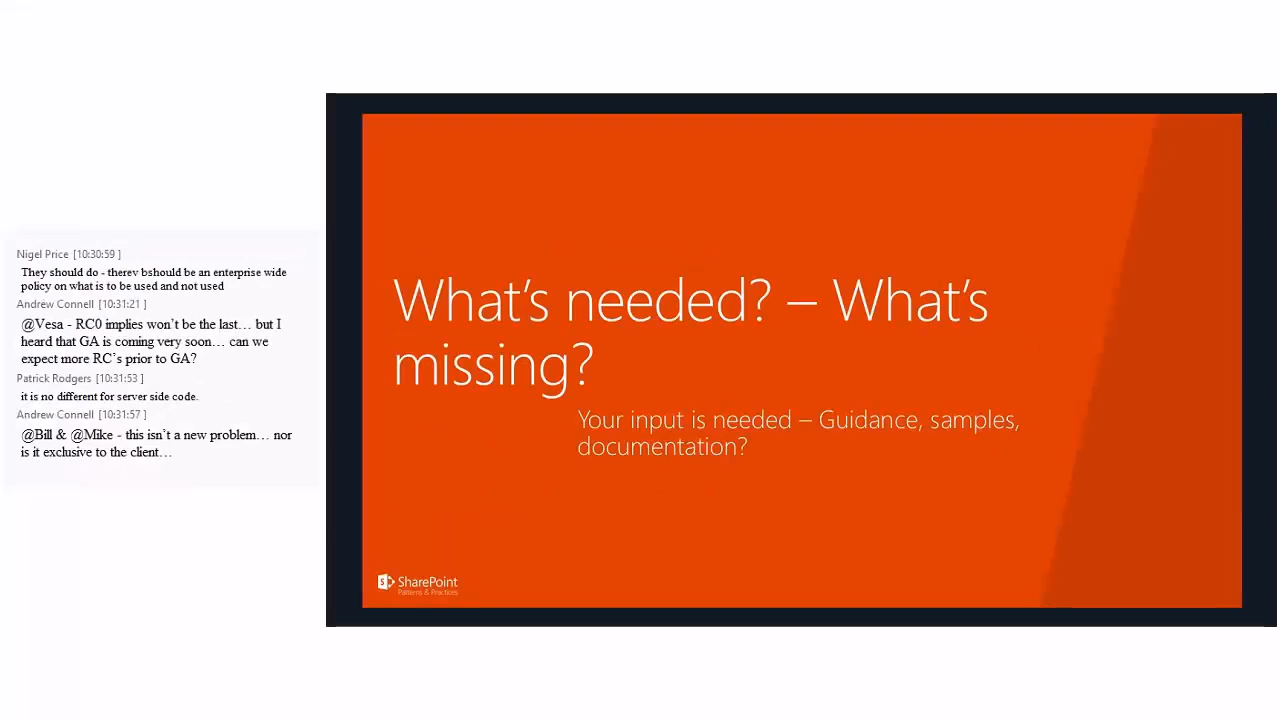 Nigel Price [10:30:59 ]
They should do - therev bshould be an enterprise wide
policy on what is to be used and not used
Andrew Connell [10:31:21 ]
@Vesa - RC0 implies won't be the last… but I
heard that GA is coming very soon… can we
expect more RC's prior to GA?
Patrick Rodgers [10:31:53 ]
it is no different for server side code.
Andrew Connell [10:31:57 ]
@Bill & @Mike - this isn't a new problem… nor
is it exclusive to the client…
What's needed? – What's
missing?
Your input is needed – Guidance, samples,
documentation?
SharePoint
Patterns & Practices